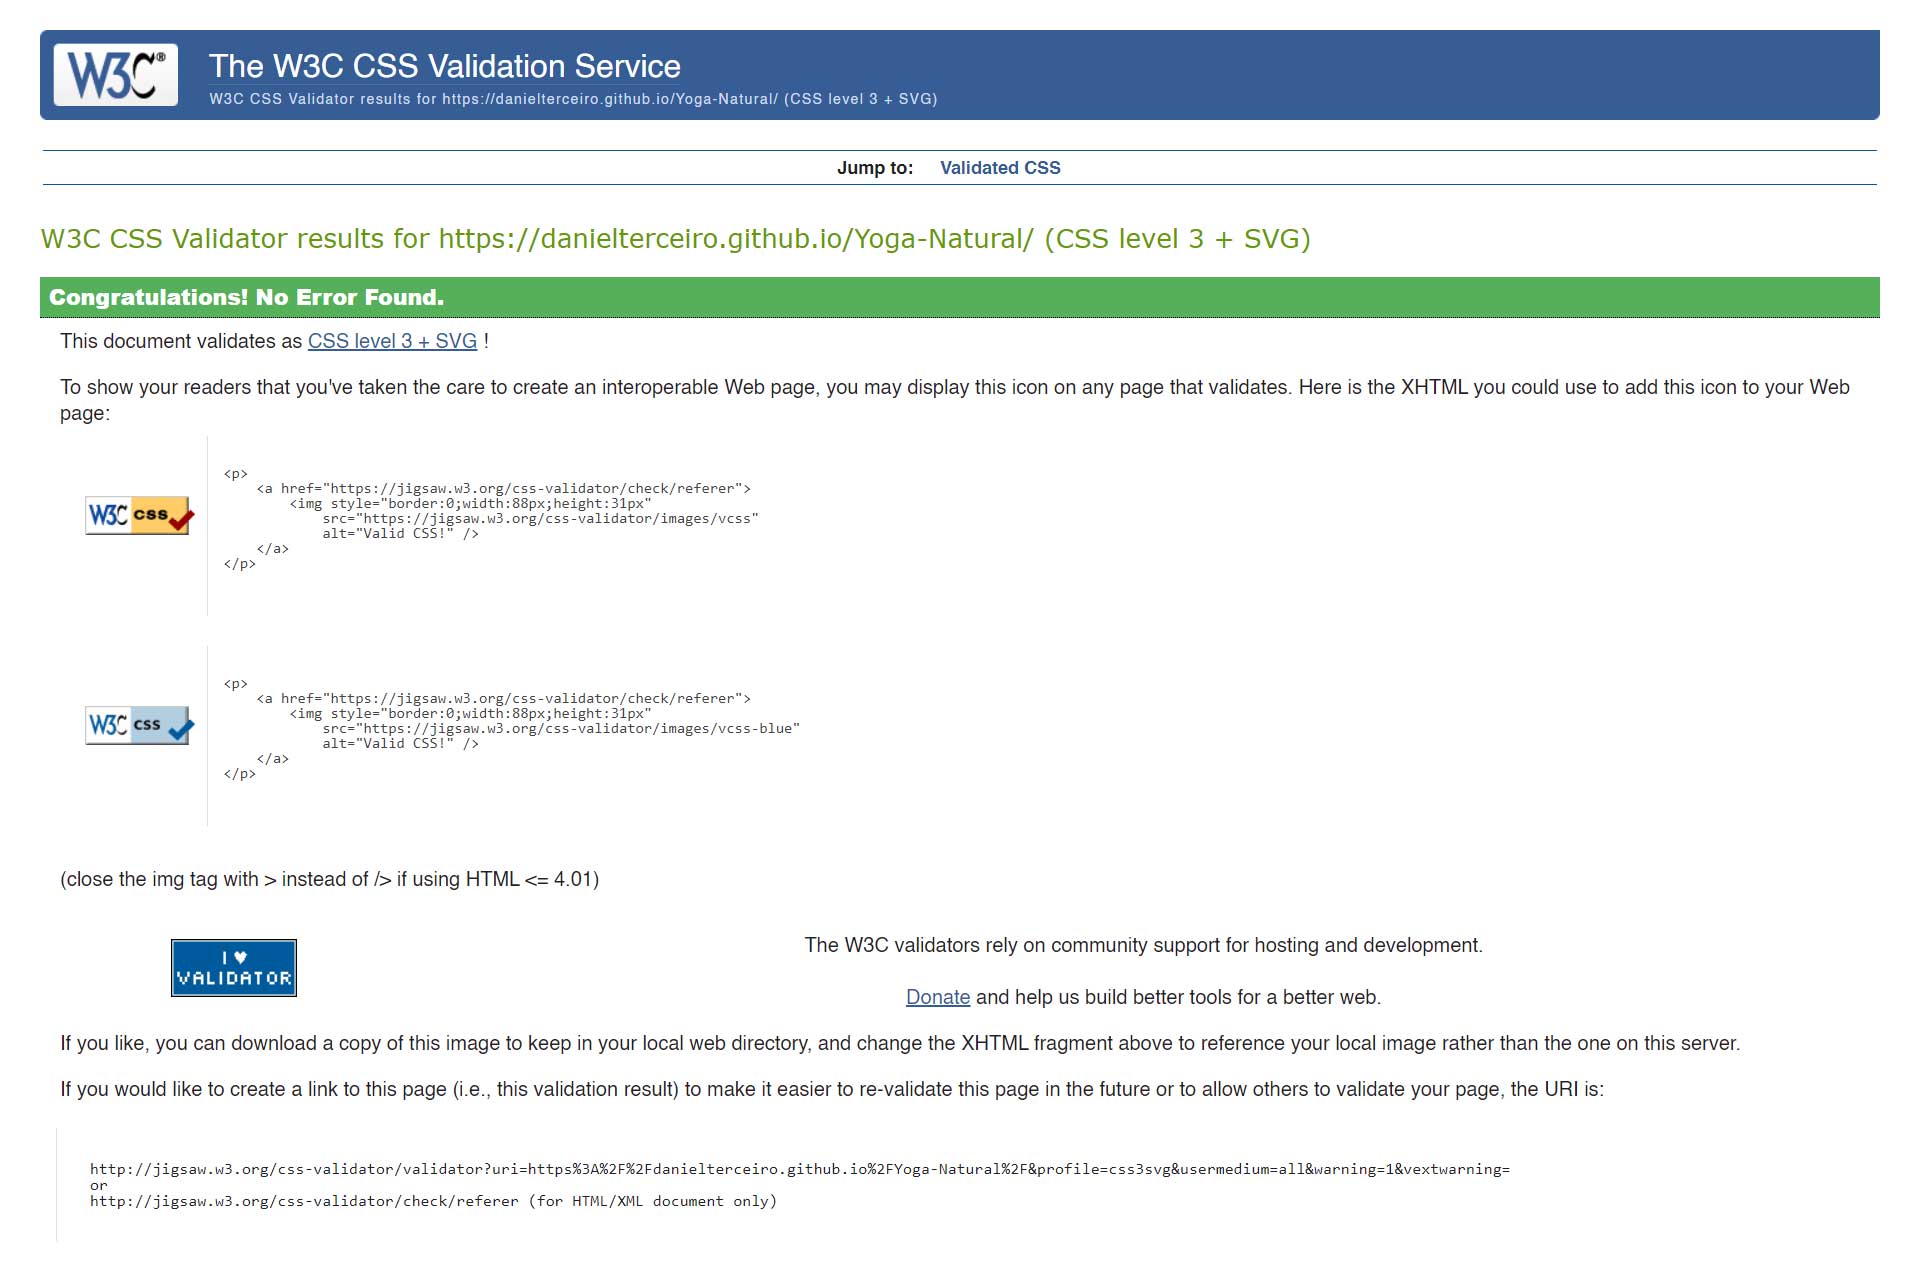 W3C®
The W3C CSS Validation Service
W3C CSS Validator results for https://danielterceiro.github.io/Yoga-Natural/ (CSS level 3 + SVG)
Jump to: Validated CSS
W3C CSS Validator results for https://danielterceiro.github.io/Yoga-Natural/ (CSS level 3 + SVG)
Congratulations! No Error Found.
This document validates as CSS level 3 + SVG !
To show your readers that you've taken the care to create an interoperable Web page, you may display this icon on any page that validates. Here is the XHTML you could use to add this icon to your Web
page:
<p>
<a href="https://jigsaw.w3.org/css-validator/check/referer">
<img style="border:0;width:88px;height:31px"
W3C css
src="https://jigsaw.w3.org/css-validator/images/vcss"
alt="Valid CSS!" />
</a>
</p>
<p>
<a href="https://jigsaw.w3.org/css-validator/check/referer">
<img style="border:0;width:88px;height:31px"
W3C css
src="https://jigsaw.w3.org/css-validator/images/vcss-blue"
alt="Valid CSS!" />
</a>
</p>
(close the img tag with > instead of /> if using HTML <= 4.01)
I ♥
VALIDATOR
The W3C validators rely on community support for hosting and development.
Donate and help us build better tools for a better web.
If you like, you can download a copy of this image to keep in your local web directory, and change the XHTML fragment above to reference your local image rather than the one on this server.
If you would like to create a link to this page (i.e., this validation result) to make it easier to re-validate this page in the future or to allow others to validate your page, the URI is:
http://jigsaw.w3.org/css-validator/validator?uri=https%3A%2F%2Fdanielterceiro.github.io%2FYoga-Natural%2F&profile=css3svg&usermedium=all&warning=1&vextwarning=
or
http://jigsaw.w3.org/css-validator/check/referer (for HTML/XML document only)